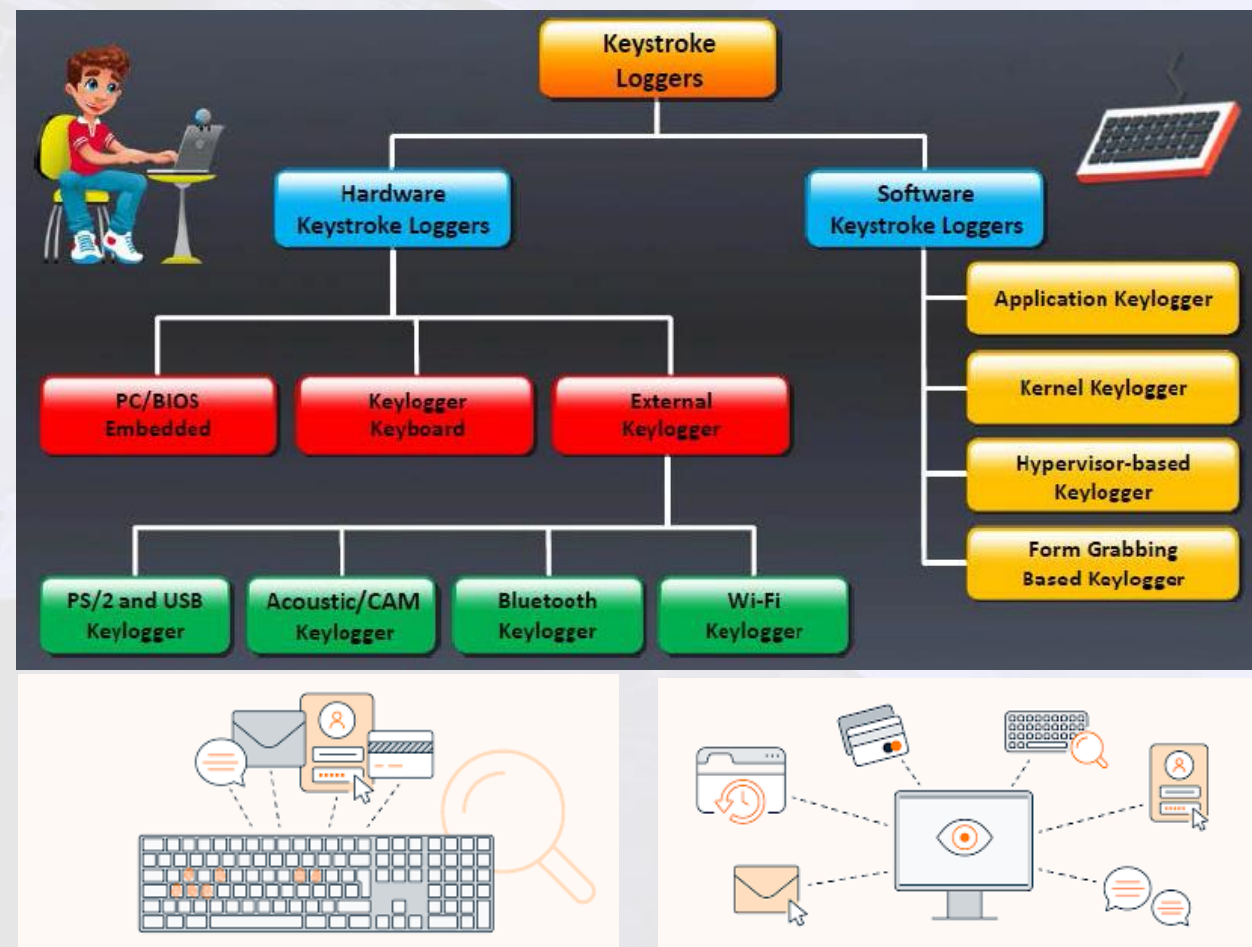 Keystroke
Loggers
Hardware
Keystroke Loggers
Software
Keystroke Loggers
Application Keylogger
Kernel Keylogger
Hypervisor-based
Keylogger
Form Grabbing
Based Keylogger
PC/BIOS
Embedded
Keylogger
Keyboard
External
Keylogger
PS/2 and USB
Keylogger
Acoustic/CAM
Keylogger
Bluetooth
Keylogger
Wi-Fi
Keylogger